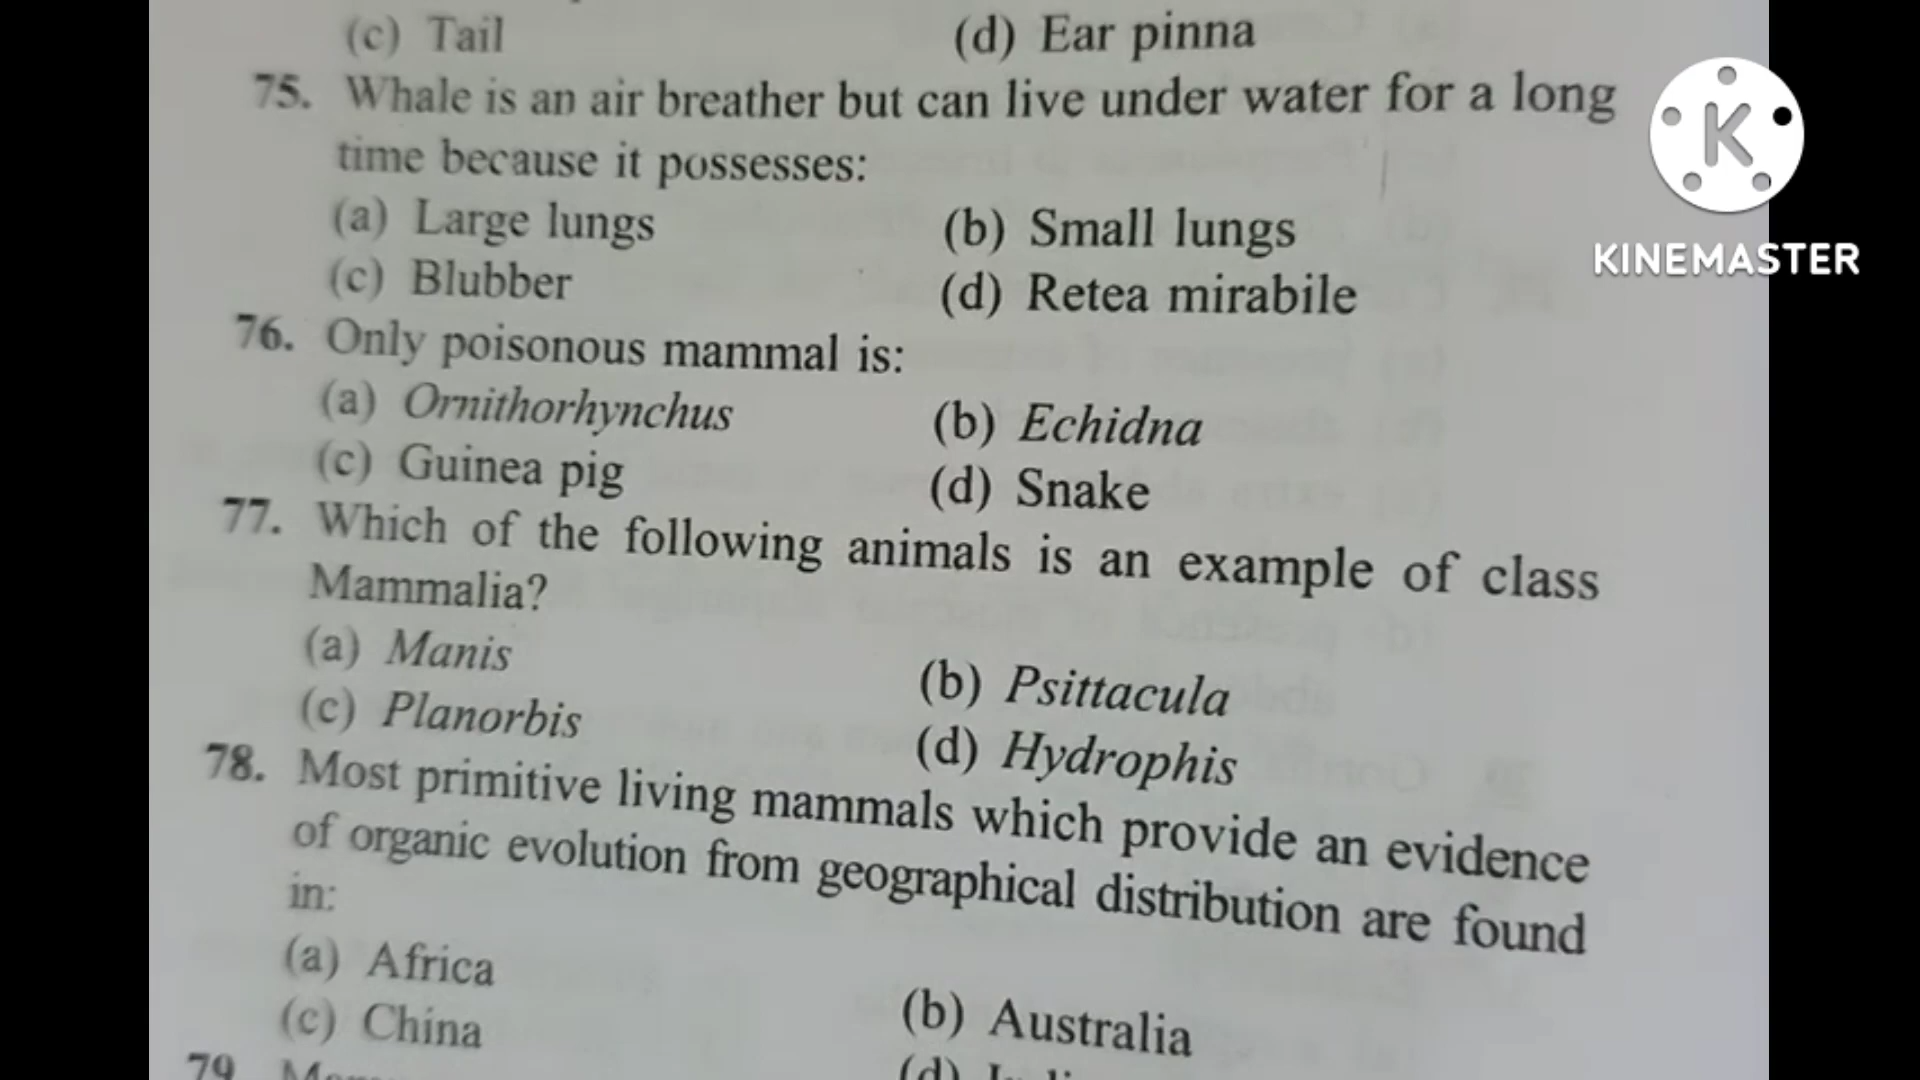 (c) Tail (d) Ear pinna
75. Whale is an air breather but can live under water for a long
time because it possesses:
(a) Large lungs (b) Small lungs
(c) Blubber (d) Retea mirabile
76. Only poisonous mammal is:
(a) Ornithorhynchus (b) Echidna
(c) Guinea pig (d) Snake
77. Which of the following animals is an example of class
Mammalia?
(a) Manis (b) Psittacula
(c) Planorbis (d) Hydrophis
78. Most primitive living mammals which provide an evidence
of organic evolution from geographical distribution are found
in:
(a) Africa (b) Australia
(c) China (d)
79
K
KINEMASTER